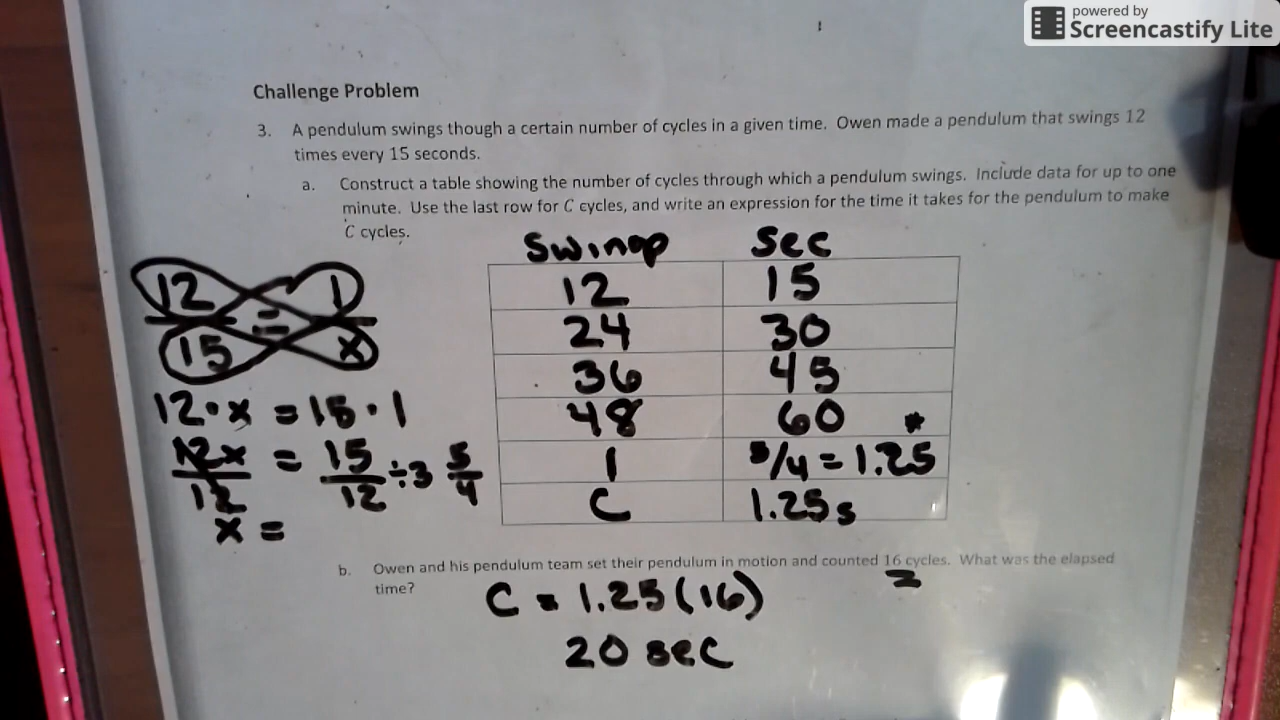 powered by
Screencastify Lite
Challenge Problem
3. A pendulum swings though a certain number of cycles in a given time. Owen made a pendulum that swings 12
times every 15 seconds.
a. Construct a table showing the number of cycles through which a pendulum swings. Include data for up to one
minute. Use the last row for C cycles, and write an expression for the time it takes for the pendulum to make
C cycles.
Sec
12 15
24 30
36 45
48 60 *
1 5/4 = 1.25
C 1.25s
12/15 = 1/x
12 • x = 15 • 1
12x/12 = 15/12 ÷3 5/4
x =
b. Owen and his pendulum team set their pendulum in motion and counted 16 cycles. What was the elapsed
time?
C = 1.25(16)
20 sec